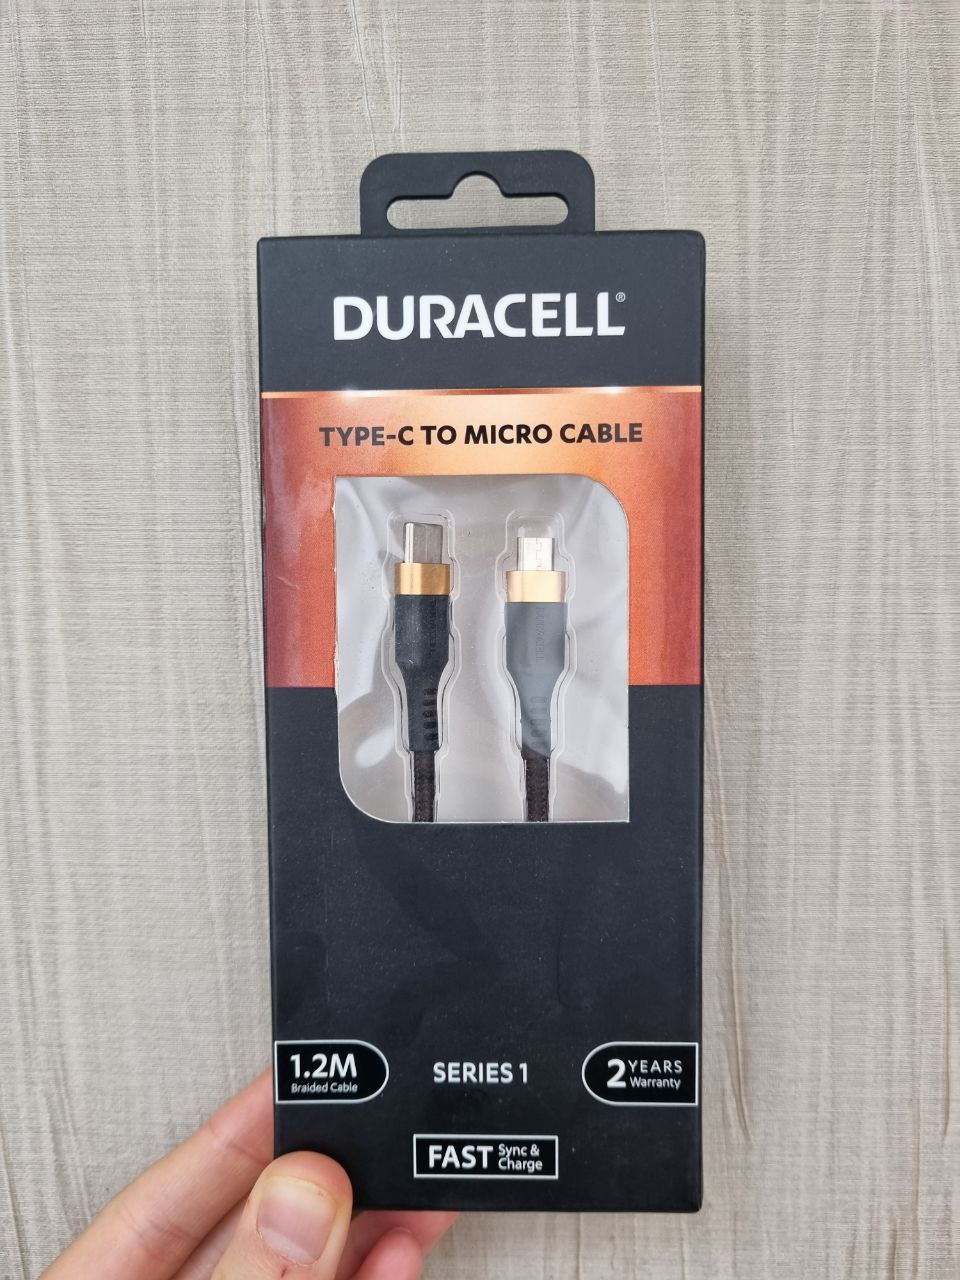 DURACELL®
TYPE-C TO MICRO CABLE
DURACELL
1.2M
Braided Cable
SERIES 1
2 YEARS
Warranty
FAST Sync &
Charge